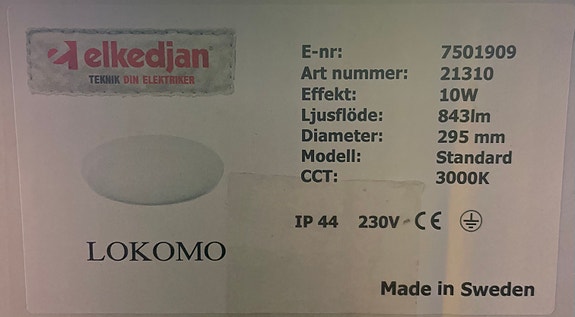 elkedjan
TEKNIK DIN ELEKTRIKER
LOKOMO
E-nr: 7501909
Art nummer: 21310
Effekt: 10W
Ljusflöde: 843lm
Diameter: 295 mm
Modell: Standard
CCT: 3000K
IP 44 230V~ CE
Made in Sweden